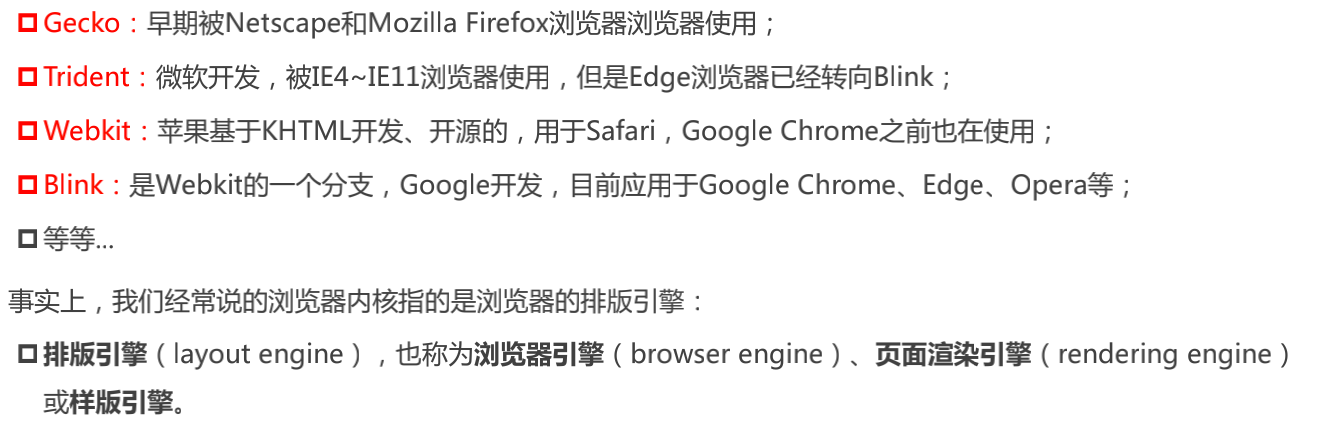 Gecko：早期被Netscape和Mozilla Firefox浏览器浏览器使用；
Trident：微软开发，被IE4~IE11浏览器使用，但是Edge浏览器已经转向Blink；
Webkit：苹果基于KHTML开发、开源的，用于Safari，Google Chrome之前也在使用；
Blink：是Webkit的一个分支，Google开发，目前应用于Google Chrome、Edge、Opera等；
等等...
事实上，我们经常说的浏览器内核指的是浏览器的排版引擎：
排版引擎（layout engine），也称为浏览器引擎（browser engine）、页面渲染引擎（rendering engine）
或样版引擎。